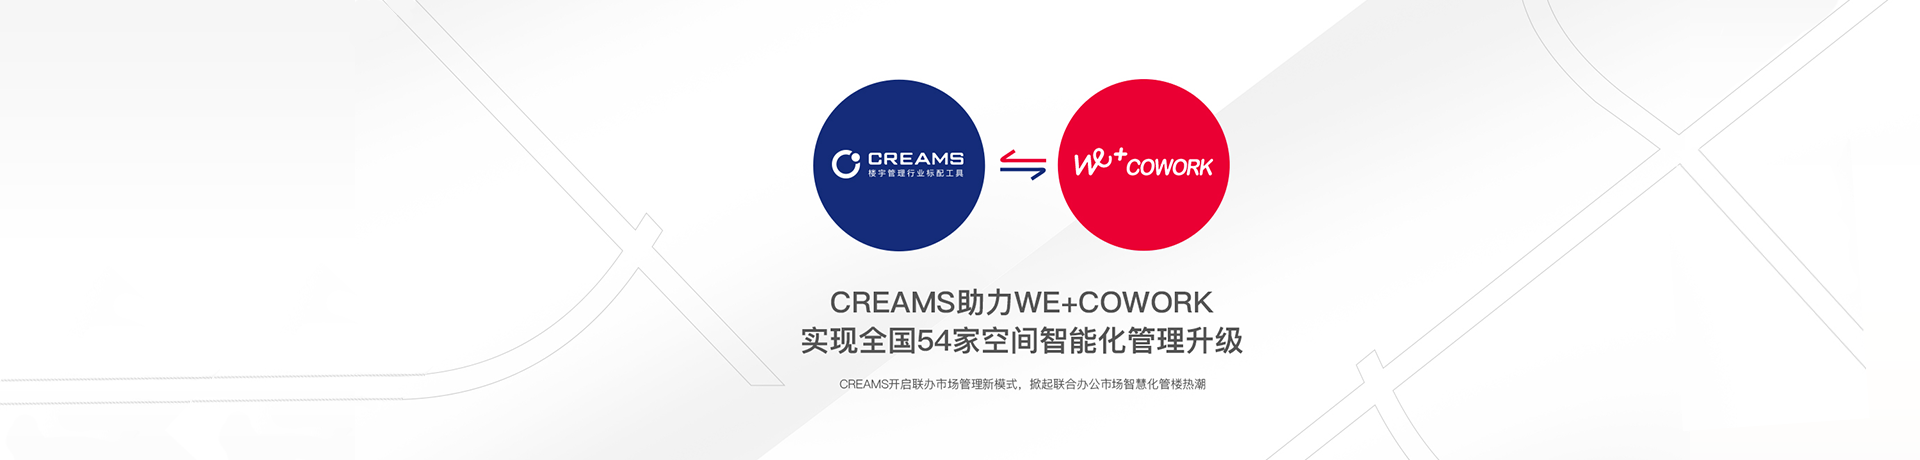 CREAMS
楼宇管理行业标配工具
We+COWORK
CREAMS助力WE+COWORK
实现全国54家空间智能化管理升级
CREAMS开启联办市场管理新模式，掀起联合办公市场智慧化管楼热潮